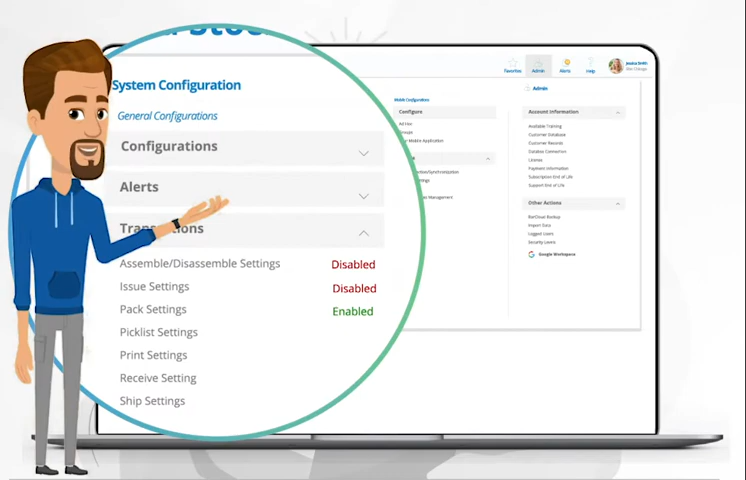 System Configuration
General Configurations
Configurations
Alerts
Assemble/Disassemble Settings Disabled
Issue Settings Disabled
Pack Settings Enabled
Picklist Settings
Print Settings
Receive Setting
Ship Settings
Favorites Admin Alerts Help Jessica Smith
Mobile Configuration
Configure
Mobile Application
Admin
Account Information
Available Training
Customer Database
Customer Records
Database Connection
License
Payment Information
Subscription End of Life
Support End of Life
Other Actions
BarCloud Backup
Import Data
Logged Users
Security Levels
Google Workspace